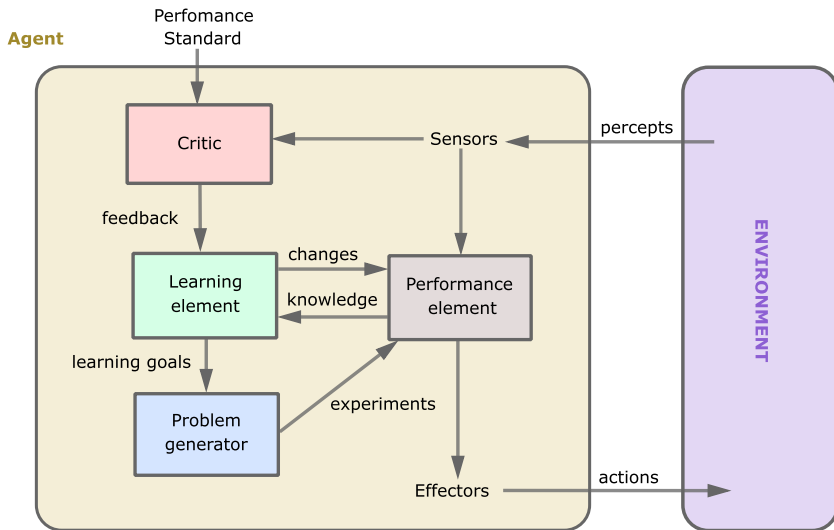 Perfomance
Standard
Agent
Critic
Sensors
percepts
feedback
Learning
element
changes
knowledge
Performance
element
ENVIRONMENT
learning goals
Problem
generator
experiments
Effectors
actions